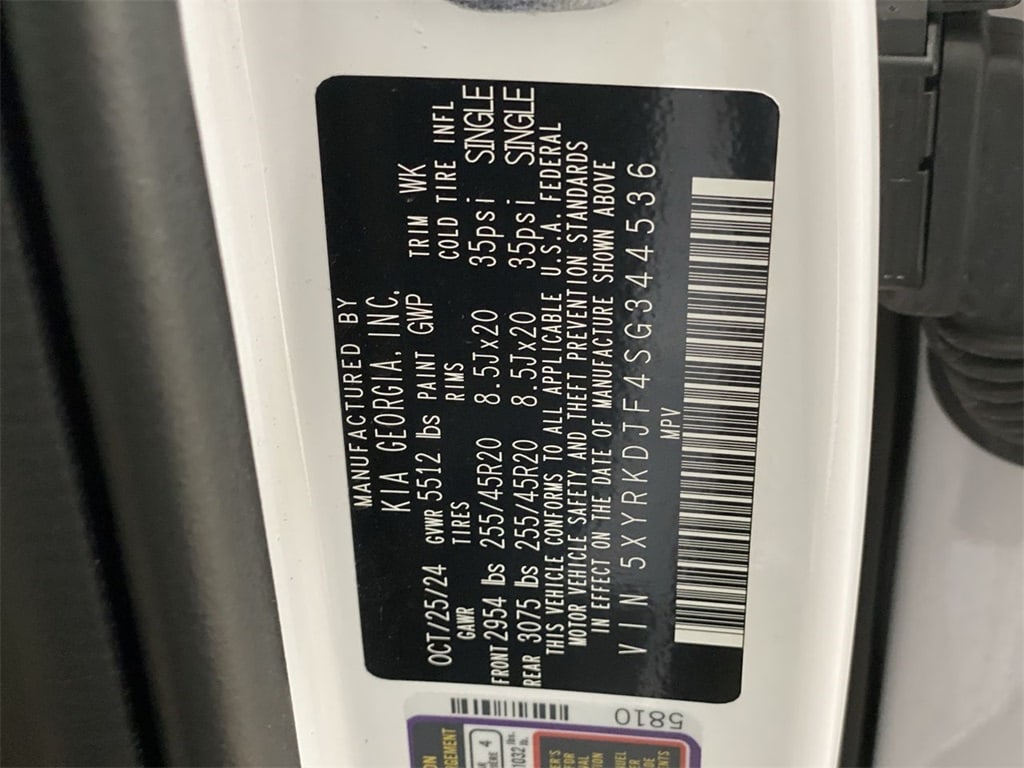 MANUFACTURED BY
KIA GEORGIA, INC.
OCT/25/24 GVWR 5512 lbs PAINT GWP TRIM WK
GAWR TIRES RIMS COLD TIRE INFL
FRONT 2954 lbs 255/45R20 8.5Jx20 35psi SINGLE
REAR 3075 lbs 255/45R20 8.5Jx20 35psi SINGLE
THIS VEHICLE CONFORMS TO ALL APPLICABLE U.S.A. FEDERAL
MOTOR VEHICLE SAFETY AND THEFT PREVENTION STANDARDS
IN EFFECT ON THE DATE OF MANUFACTURE SHOWN ABOVE
VIN 5XYRKDJF4SG344536
MPV
5810
4
1032 lb.